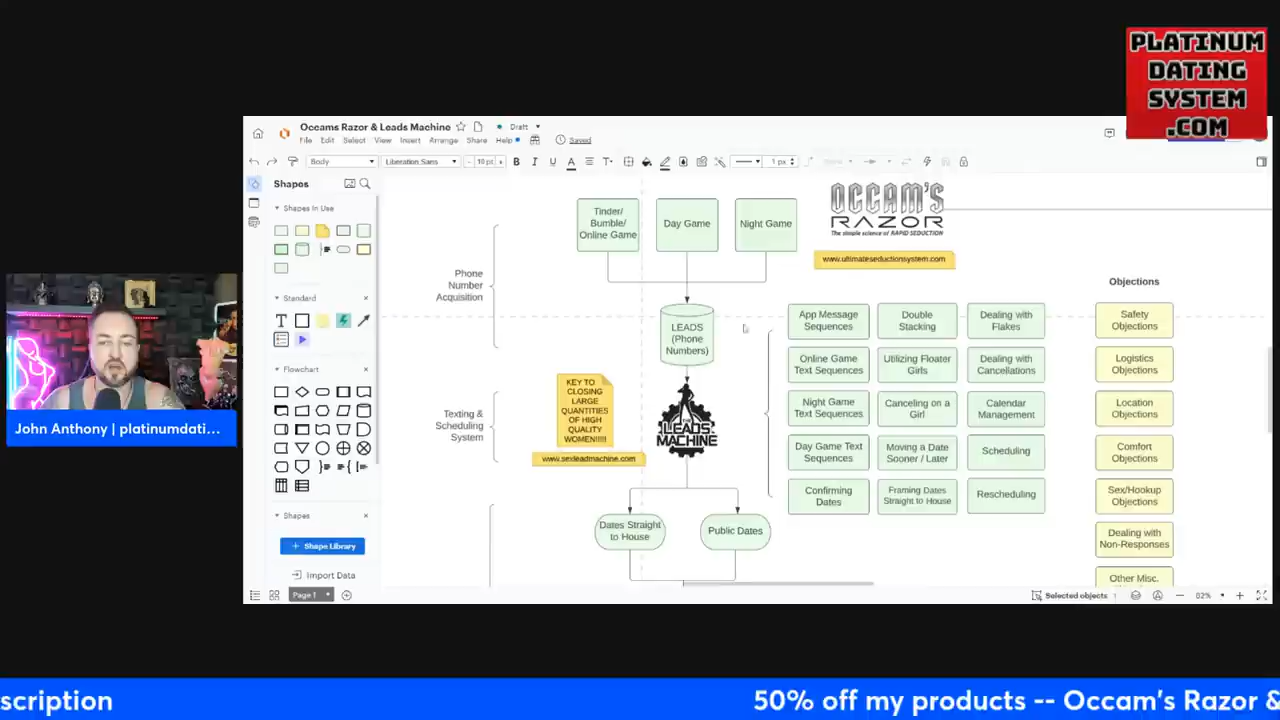 PLATINUM
DATING
SYSTEM
.COM
Occams Razor & Leads Machine
Draft
File Edit Select View Insert Arrange Share Help
Saved
Body
Liberation Sans
10 pt
1 px
Shapes
Shapes In Use
Standard
Flowchart
Shapes
+ Shape Library
Import Data
Page 1
Tinder/
Bumble/
Online Game
Day Game
Night Game
OCCAM'S
RAZOR
The simple science of RAPID SEDUCTION
www.ultimateseductionsystem.com
Phone
Number
Acquisition
LEADS
(Phone
Numbers)
KEY TO
CLOSING
LARGE
QUANTITIES
OF HIGH
QUALITY
WOMEN!!!!!
www.sexleadmachine.com
Texting &
Scheduling
System
LEADS
MACHINE
Dates Straight
to House
Public Dates
App Message
Sequences
Double
Stacking
Dealing with
Flakes
Online Game
Text Sequences
Utilizing Floater
Girls
Dealing with
Cancellations
Night Game
Text Sequences
Canceling on a
Girl
Calendar
Management
Day Game Text
Sequences
Moving a Date
Sooner / Later
Scheduling
Confirming
Dates
Framing Dates
Straight to House
Rescheduling
Objections
Safety
Objections
Logistics
Objections
Location
Objections
Comfort
Objections
Sex/Hookup
Objections
Dealing with
Non-Responses
Other Misc.
Selected objects
82%
John Anthony | platinumdati...
scription
50% off my products -- Occam's Razor &